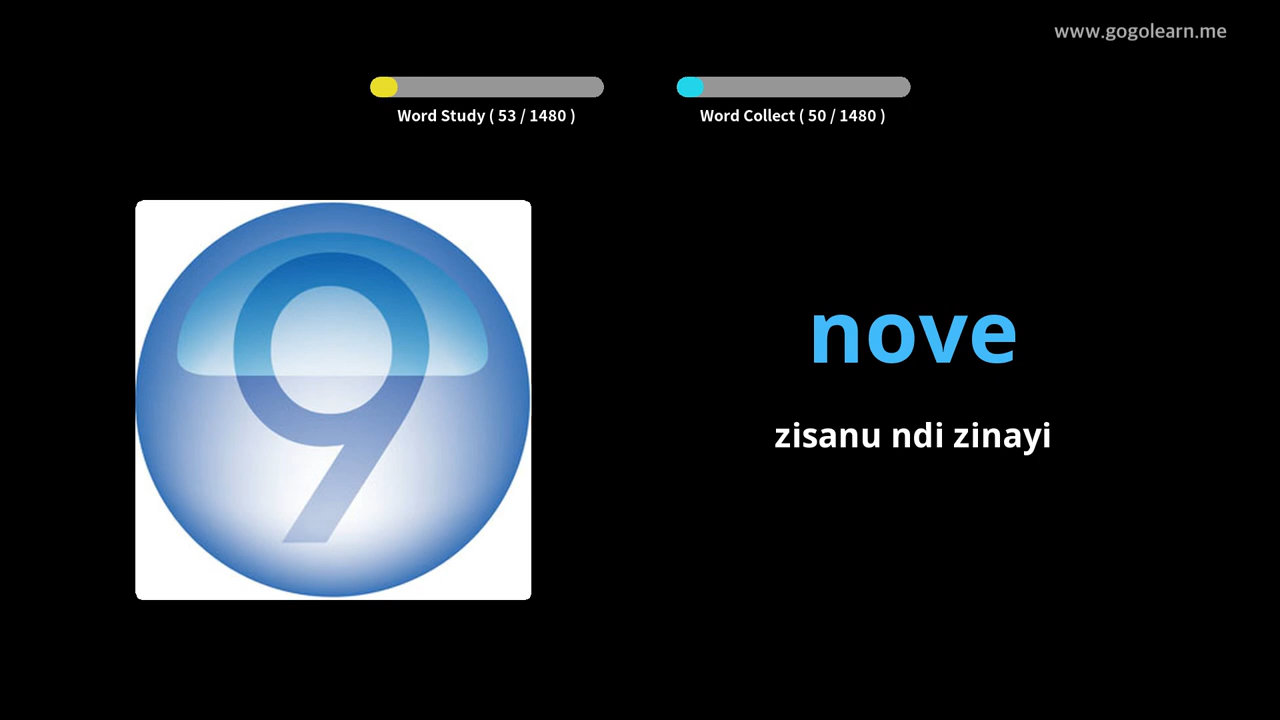 www.gogolearn.me
Word Study ( 53 / 1480 )
Word Collect ( 50 / 1480 )
9
nove
zisanu ndi zinayi